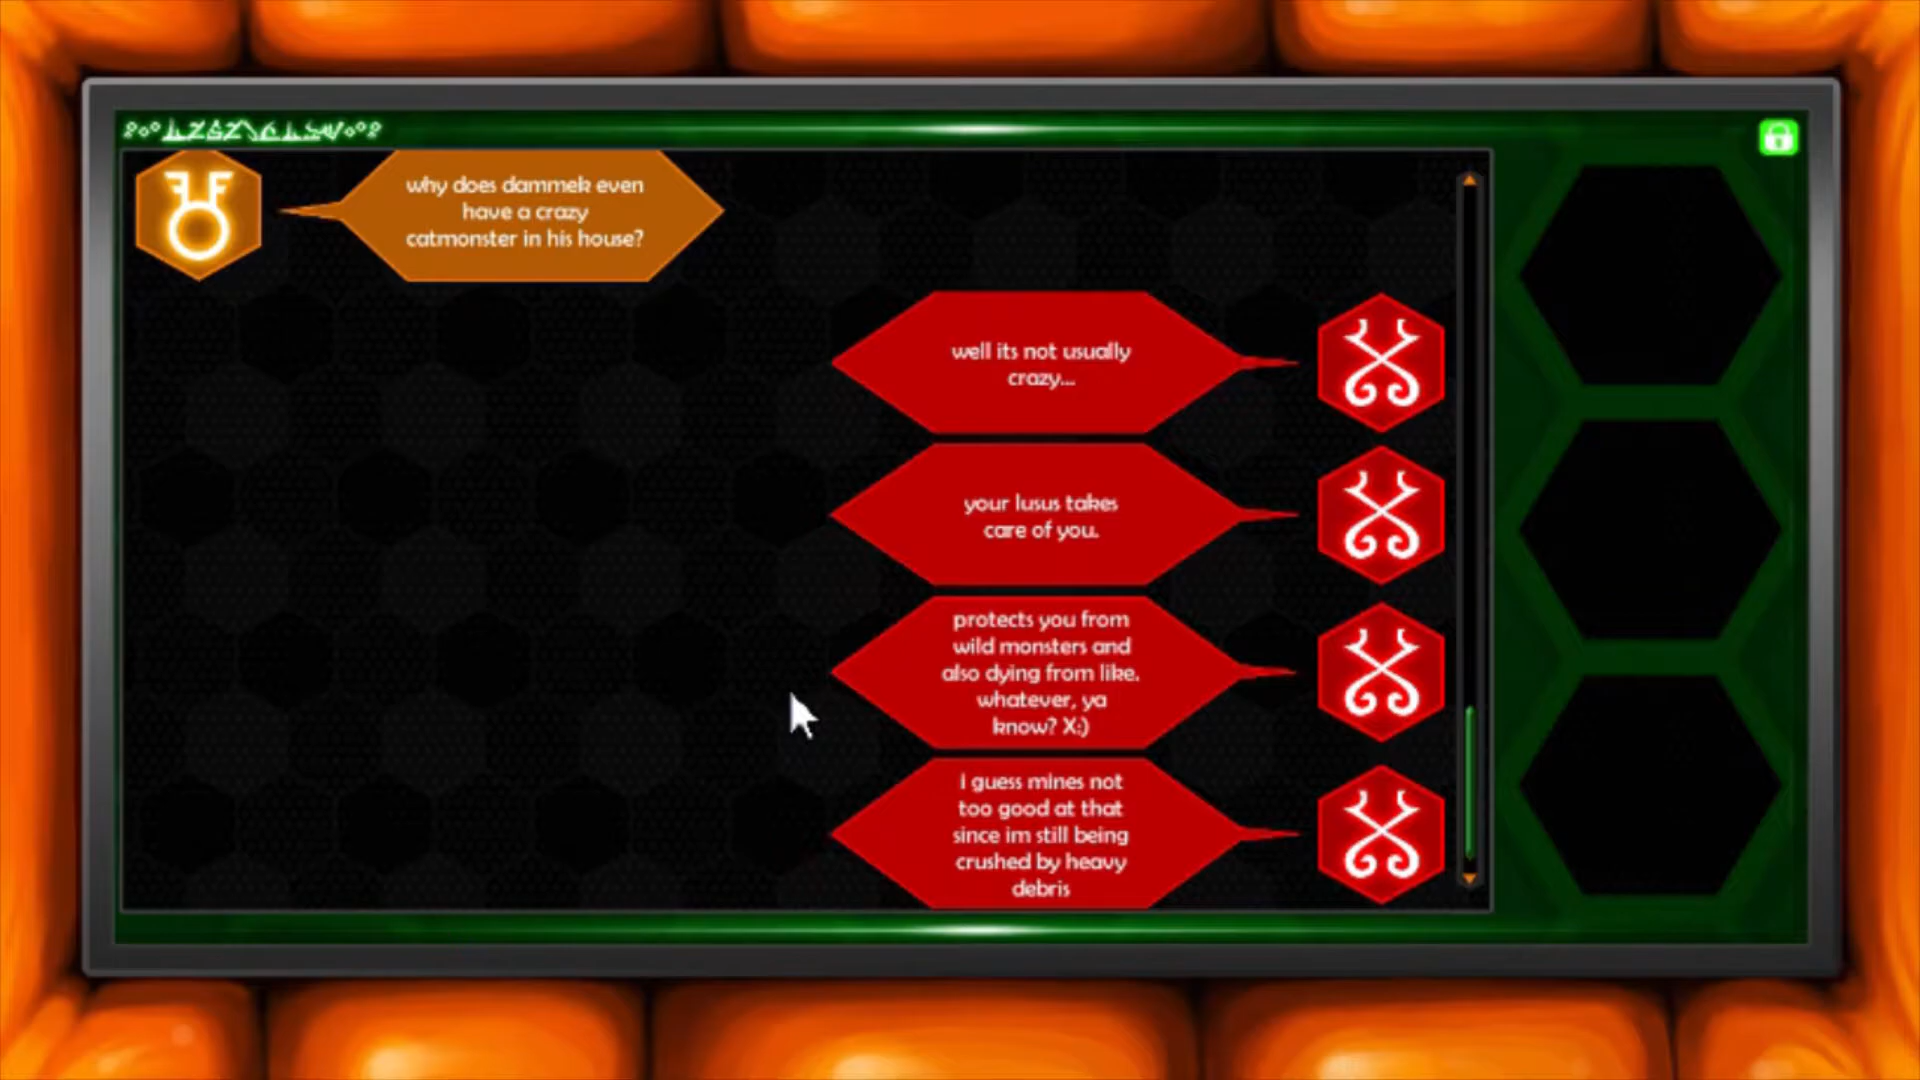 why does dammek even
have a crazy
catmonster in his house?
well its not usually
crazy...
your lusus takes
care of you.
protects you from
wild monsters and
also dying from like.
whatever, ya
know? X:)
i guess mines not
too good at that
since im still being
crushed by heavy
debris